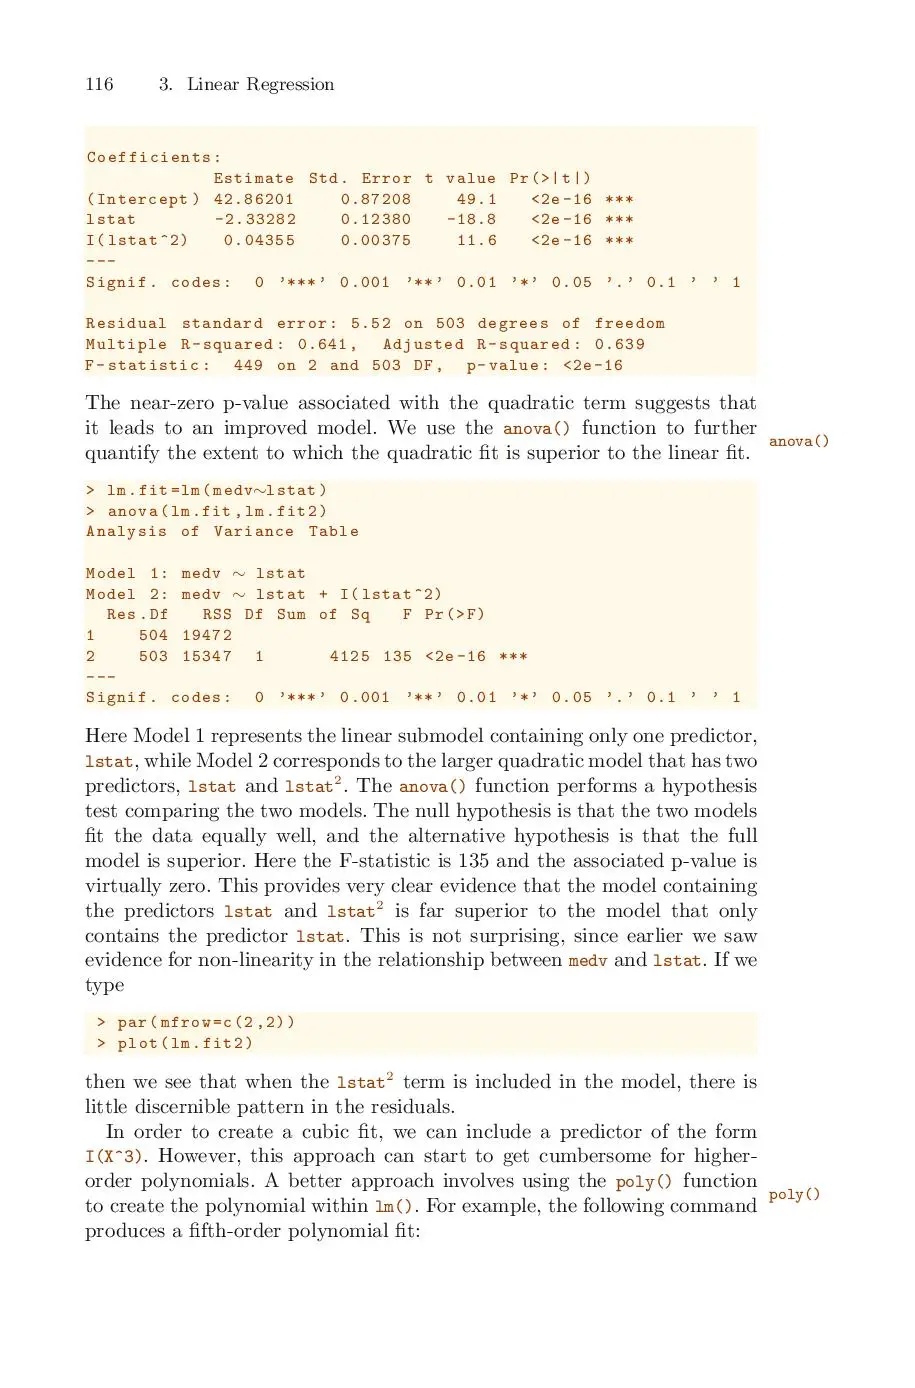 116 3. Linear Regression
Coefficients:
Estimate Std. Error t value Pr(>|t|)
(Intercept) 42.86201 0.87208 49.1 <2e-16 ***
lstat -2.33282 0.12380 -18.8 <2e-16 ***
I(lstat^2) 0.04355 0.00375 11.6 <2e-16 ***
---
Signif. codes: 0 ’***’ 0.001 ’**’ 0.01 ’*’ 0.05 ’.’ 0.1 ’ ’ 1
Residual standard error: 5.52 on 503 degrees of freedom
Multiple R-squared: 0.641, Adjusted R-squared: 0.639
F-statistic: 449 on 2 and 503 DF, p-value: <2e-16
The near-zero p-value associated with the quadratic term suggests that
it leads to an improved model. We use the anova() function to further
anova()
quantify the extent to which the quadratic fit is superior to the linear fit.
> lm.fit=lm(medv∼lstat)
> anova(lm.fit,lm.fit2)
Analysis of Variance Table
Model 1: medv ∼ lstat
Model 2: medv ∼ lstat + I(lstat^2)
Res.Df RSS Df Sum of Sq F Pr(>F)
1 504 19472
2 503 15347 1 4125 135 <2e-16 ***
---
Signif. codes: 0 ’***’ 0.001 ’**’ 0.01 ’*’ 0.05 ’.’ 0.1 ’ ’ 1
Here Model 1 represents the linear submodel containing only one predictor,
lstat, while Model 2 corresponds to the larger quadratic model that has two
predictors, lstat and lstat². The anova() function performs a hypothesis
test comparing the two models. The null hypothesis is that the two models
fit the data equally well, and the alternative hypothesis is that the full
model is superior. Here the F-statistic is 135 and the associated p-value is
virtually zero. This provides very clear evidence that the model containing
the predictors lstat and lstat² is far superior to the model that only
contains the predictor lstat. This is not surprising, since earlier we saw
evidence for non-linearity in the relationship between medv and lstat. If we
type
> par(mfrow=c(2,2))
> plot(lm.fit2)
then we see that when the lstat² term is included in the model, there is
little discernible pattern in the residuals.
In order to create a cubic fit, we can include a predictor of the form
I(X^3). However, this approach can start to get cumbersome for higher-
order polynomials. A better approach involves using the poly() function
poly()
to create the polynomial within lm(). For example, the following command
produces a fifth-order polynomial fit: